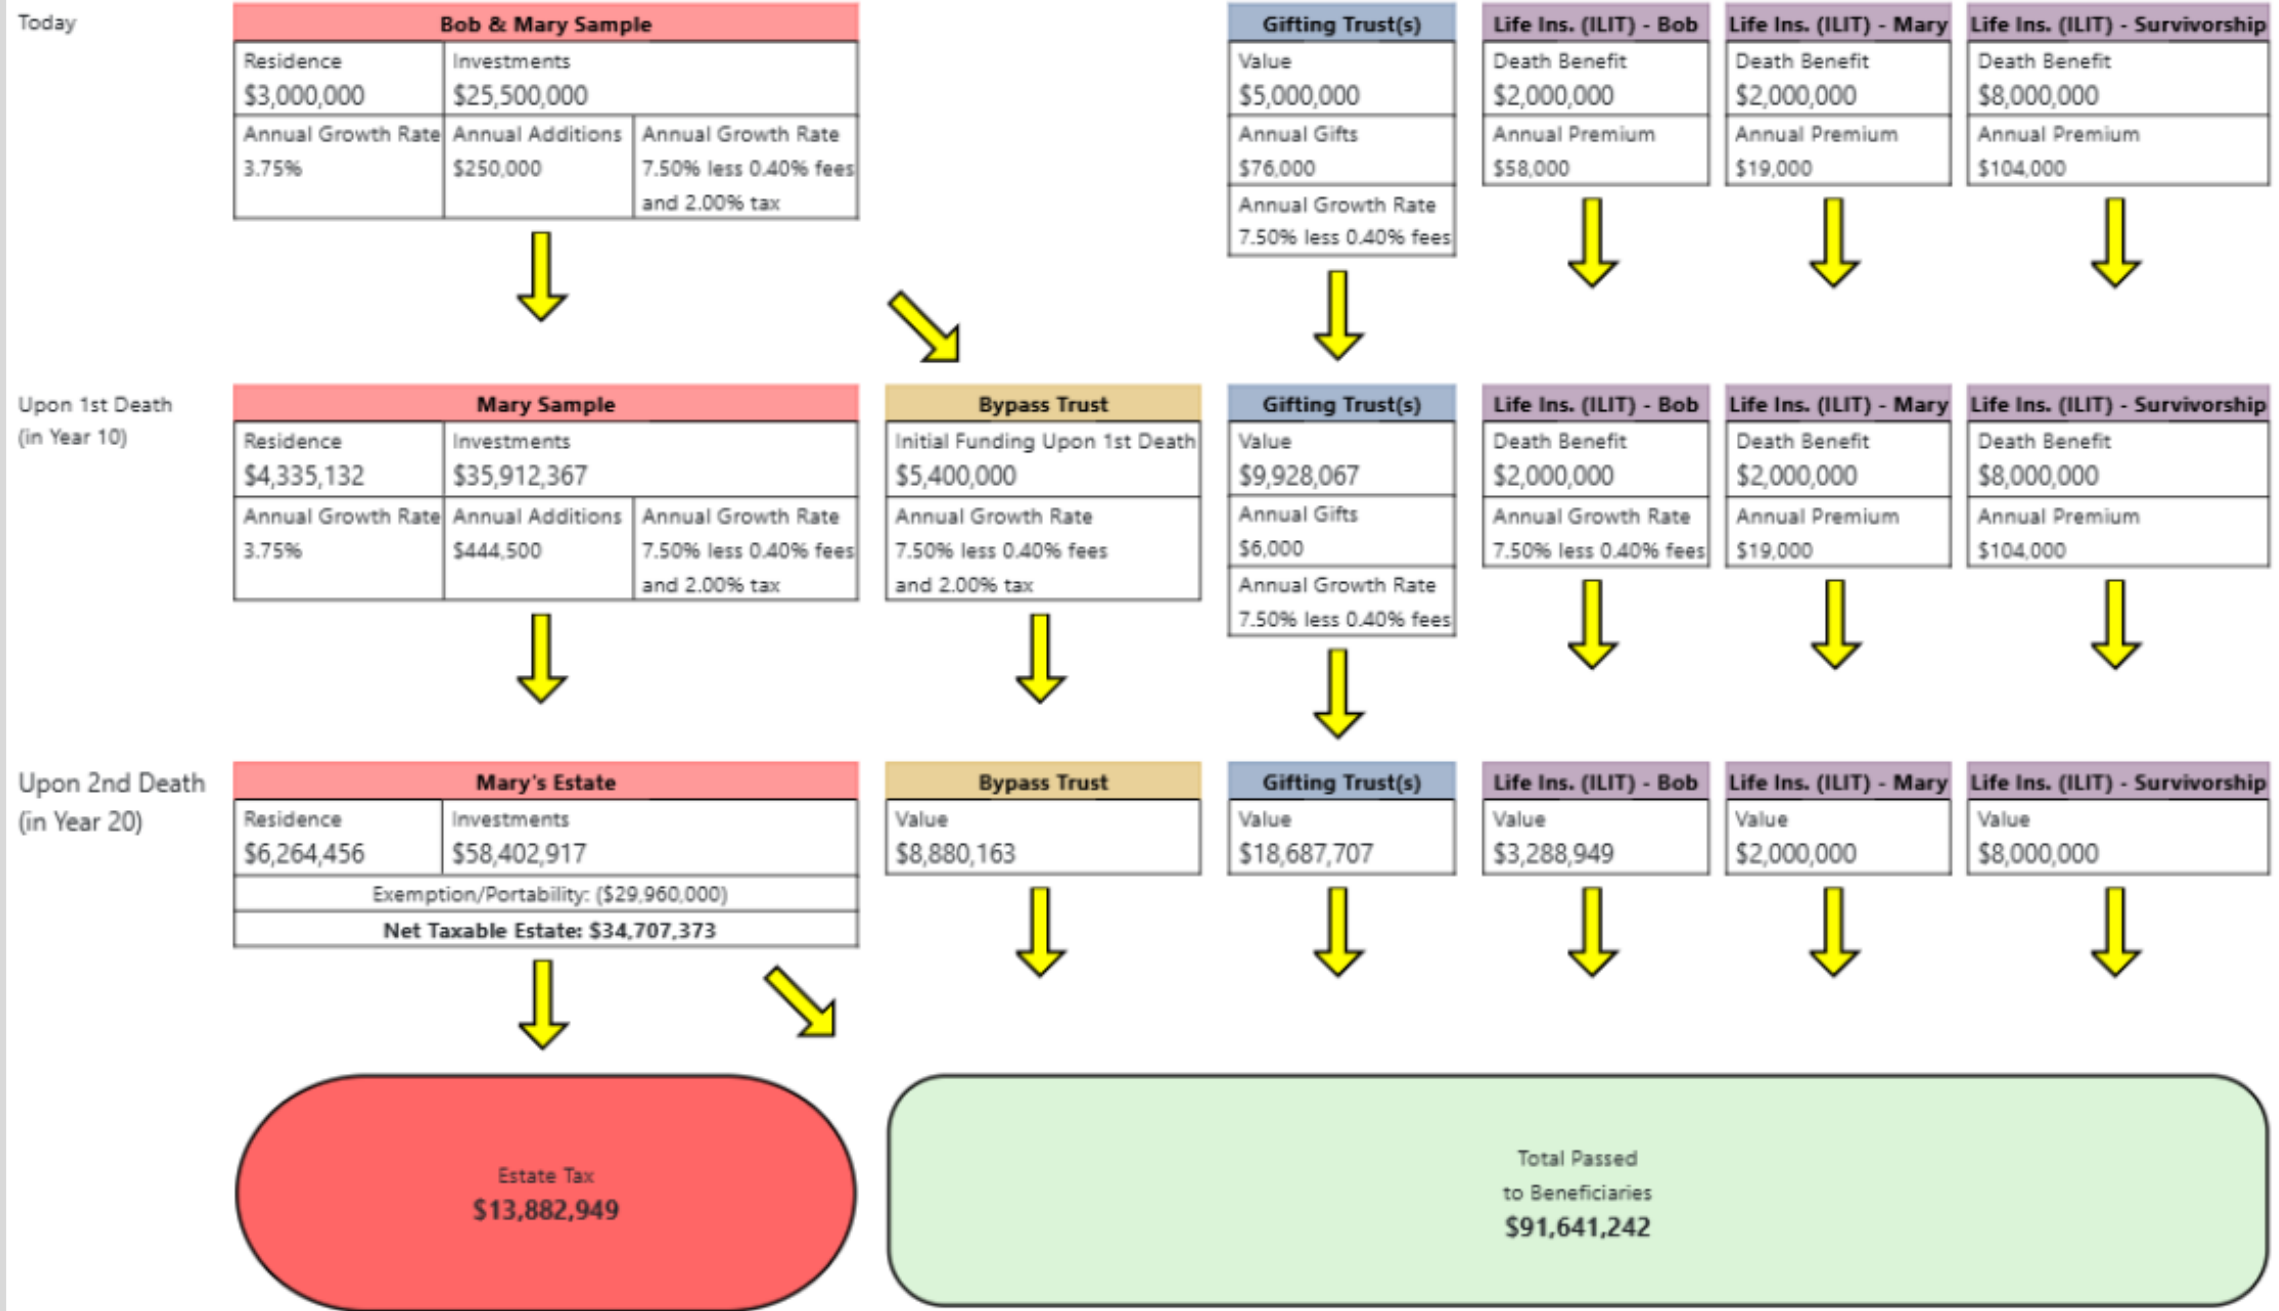 Today
Bob & Mary Sample
Residence
$3,000,000
Investments
$25,500,000
Annual Growth Rate
3.75%
Annual Additions
$250,000
Annual Growth Rate
7.50% less 0.40% fees
and 2.00% tax
Gifting Trust(s)
Value
$5,000,000
Annual Gifts
$76,000
Annual Growth Rate
7.50% less 0.40% fees
Life Ins. (ILIT) - Bob
Death Benefit
$2,000,000
Annual Premium
$58,000
Life Ins. (ILIT) - Mary
Death Benefit
$2,000,000
Annual Premium
$19,000
Life Ins. (ILIT) - Survivorship
Death Benefit
$8,000,000
Annual Premium
$104,000
Upon 1st Death
(in Year 10)
Mary Sample
Residence
$4,335,132
Investments
$35,912,367
Annual Growth Rate
3.75%
Annual Additions
$444,500
Annual Growth Rate
7.50% less 0.40% fees
and 2.00% tax
Bypass Trust
Initial Funding Upon 1st Death
$5,400,000
Annual Growth Rate
7.50% less 0.40% fees
and 2.00% tax
Gifting Trust(s)
Value
$9,928,067
Annual Gifts
$6,000
Annual Growth Rate
7.50% less 0.40% fees
Life Ins. (ILIT) - Bob
Death Benefit
$2,000,000
Annual Growth Rate
7.50% less 0.40% fees
Life Ins. (ILIT) - Mary
Death Benefit
$2,000,000
Annual Premium
$19,000
Life Ins. (ILIT) - Survivorship
Death Benefit
$8,000,000
Annual Premium
$104,000
Upon 2nd Death
(in Year 20)
Mary's Estate
Residence
$6,264,456
Investments
$58,402,917
Exemption/Portability: ($29,960,000)
Net Taxable Estate: $34,707,373
Bypass Trust
Value
$8,880,163
Gifting Trust(s)
Value
$18,687,707
Life Ins. (ILIT) - Bob
Value
$3,288,949
Life Ins. (ILIT) - Mary
Value
$2,000,000
Life Ins. (ILIT) - Survivorship
Value
$8,000,000
Estate Tax
$13,882,949
Total Passed
to Beneficiaries
$91,641,242